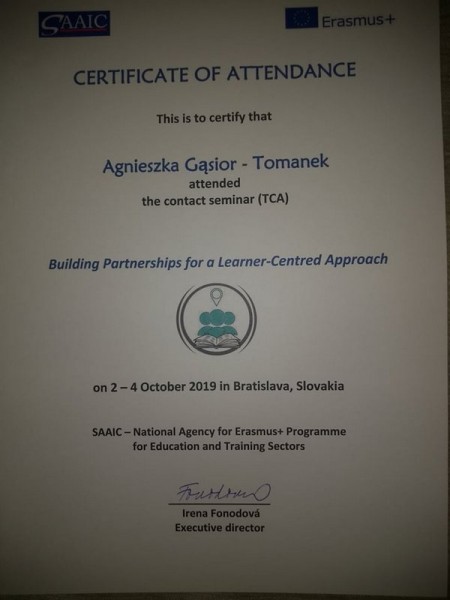 SAAIC
Erasmus+
CERTIFICATE OF ATTENDANCE
This is to certify that
Agnieszka Gąsior - Tomanek
attended
the contact seminar (TCA)
Building Partnerships for a Learner-Centred Approach
on 2 – 4 October 2019 in Bratislava, Slovakia
SAAIC – National Agency for Erasmus+ Programme
for Education and Training Sectors
Irena Fonodová
Executive director